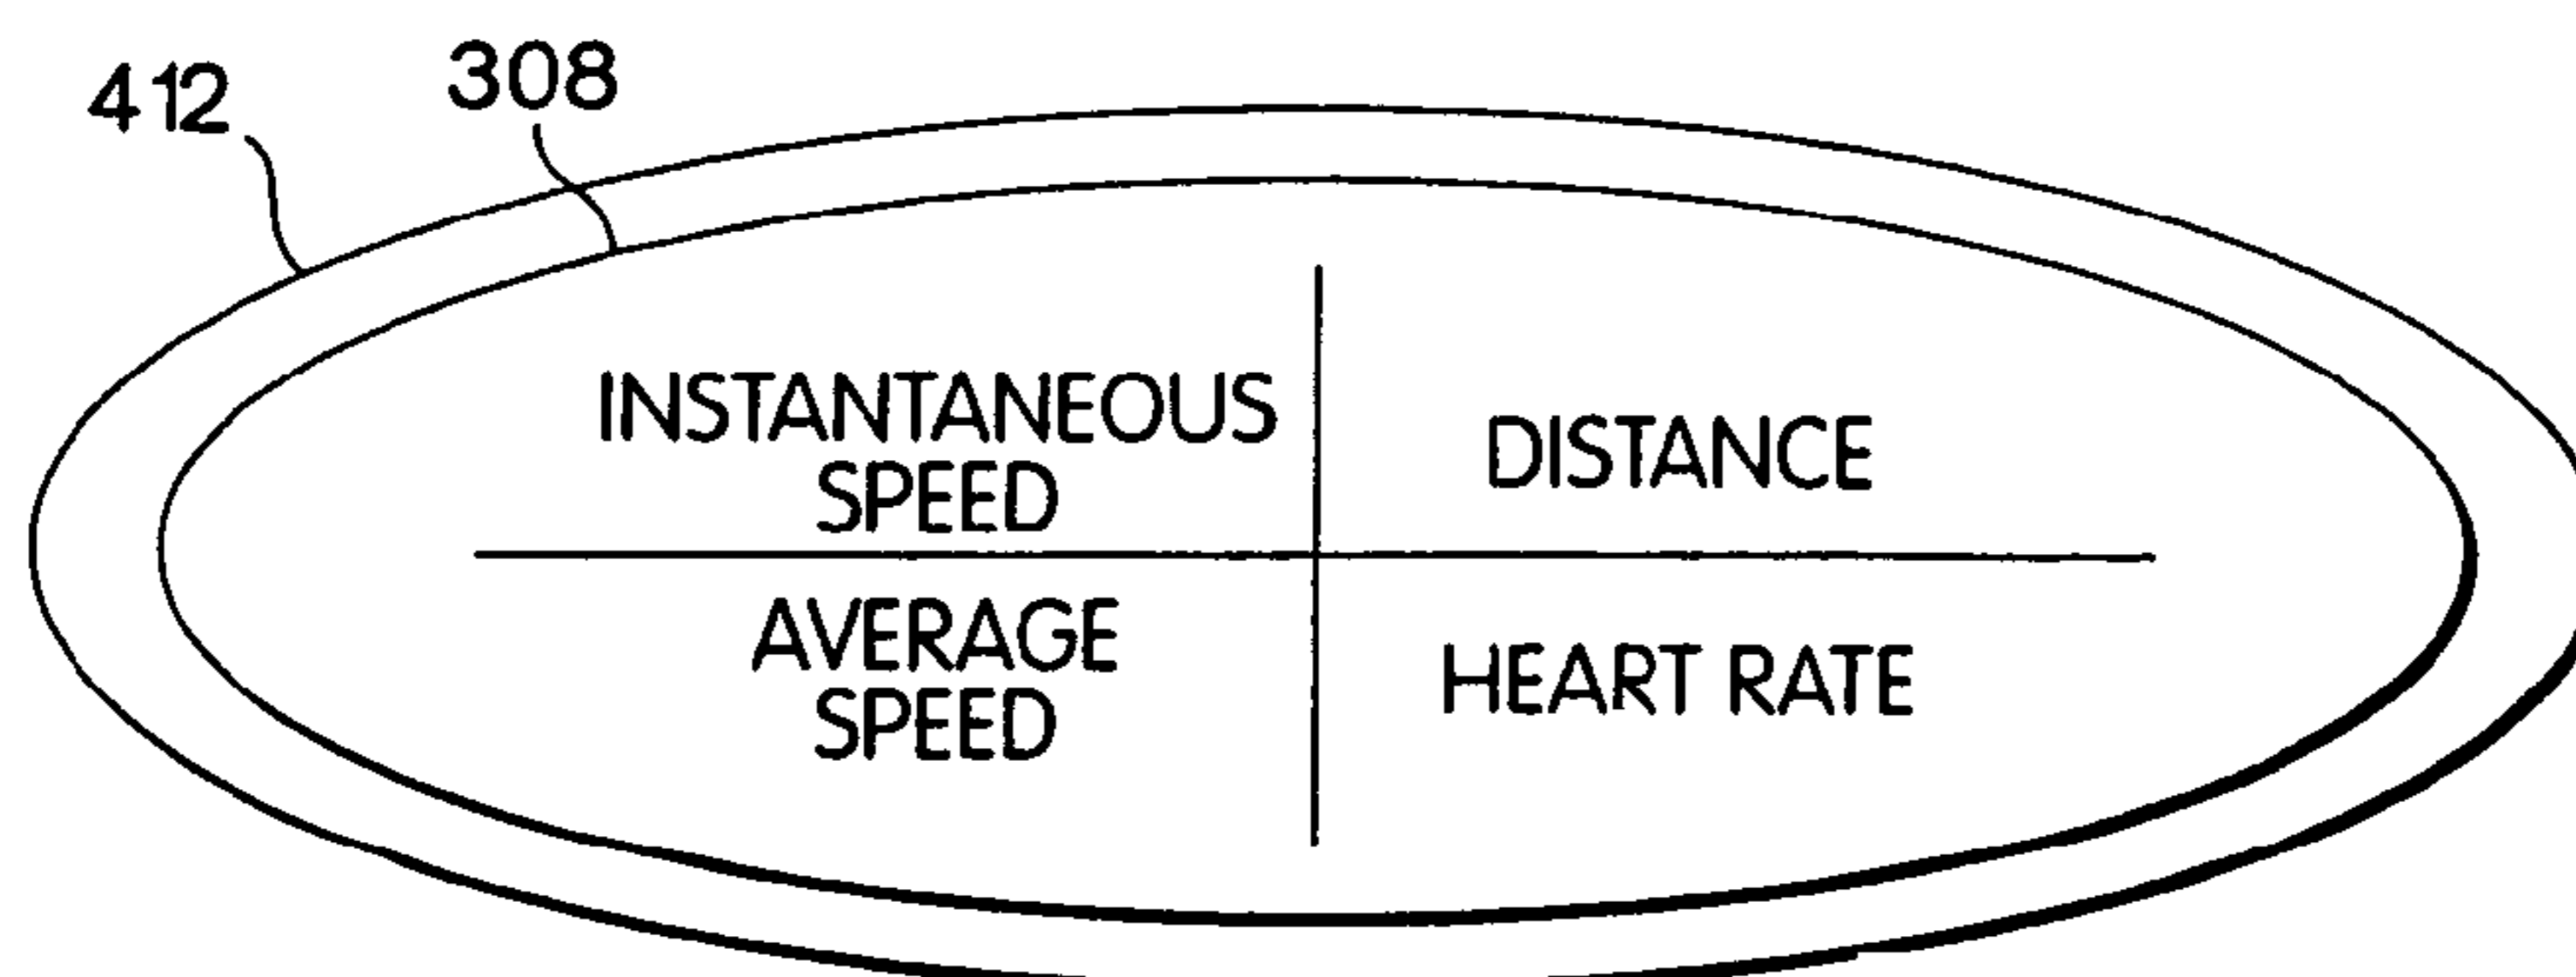 412
308
INSTANTANEOUS
SPEED
DISTANCE
AVERAGE
SPEED
HEART RATE